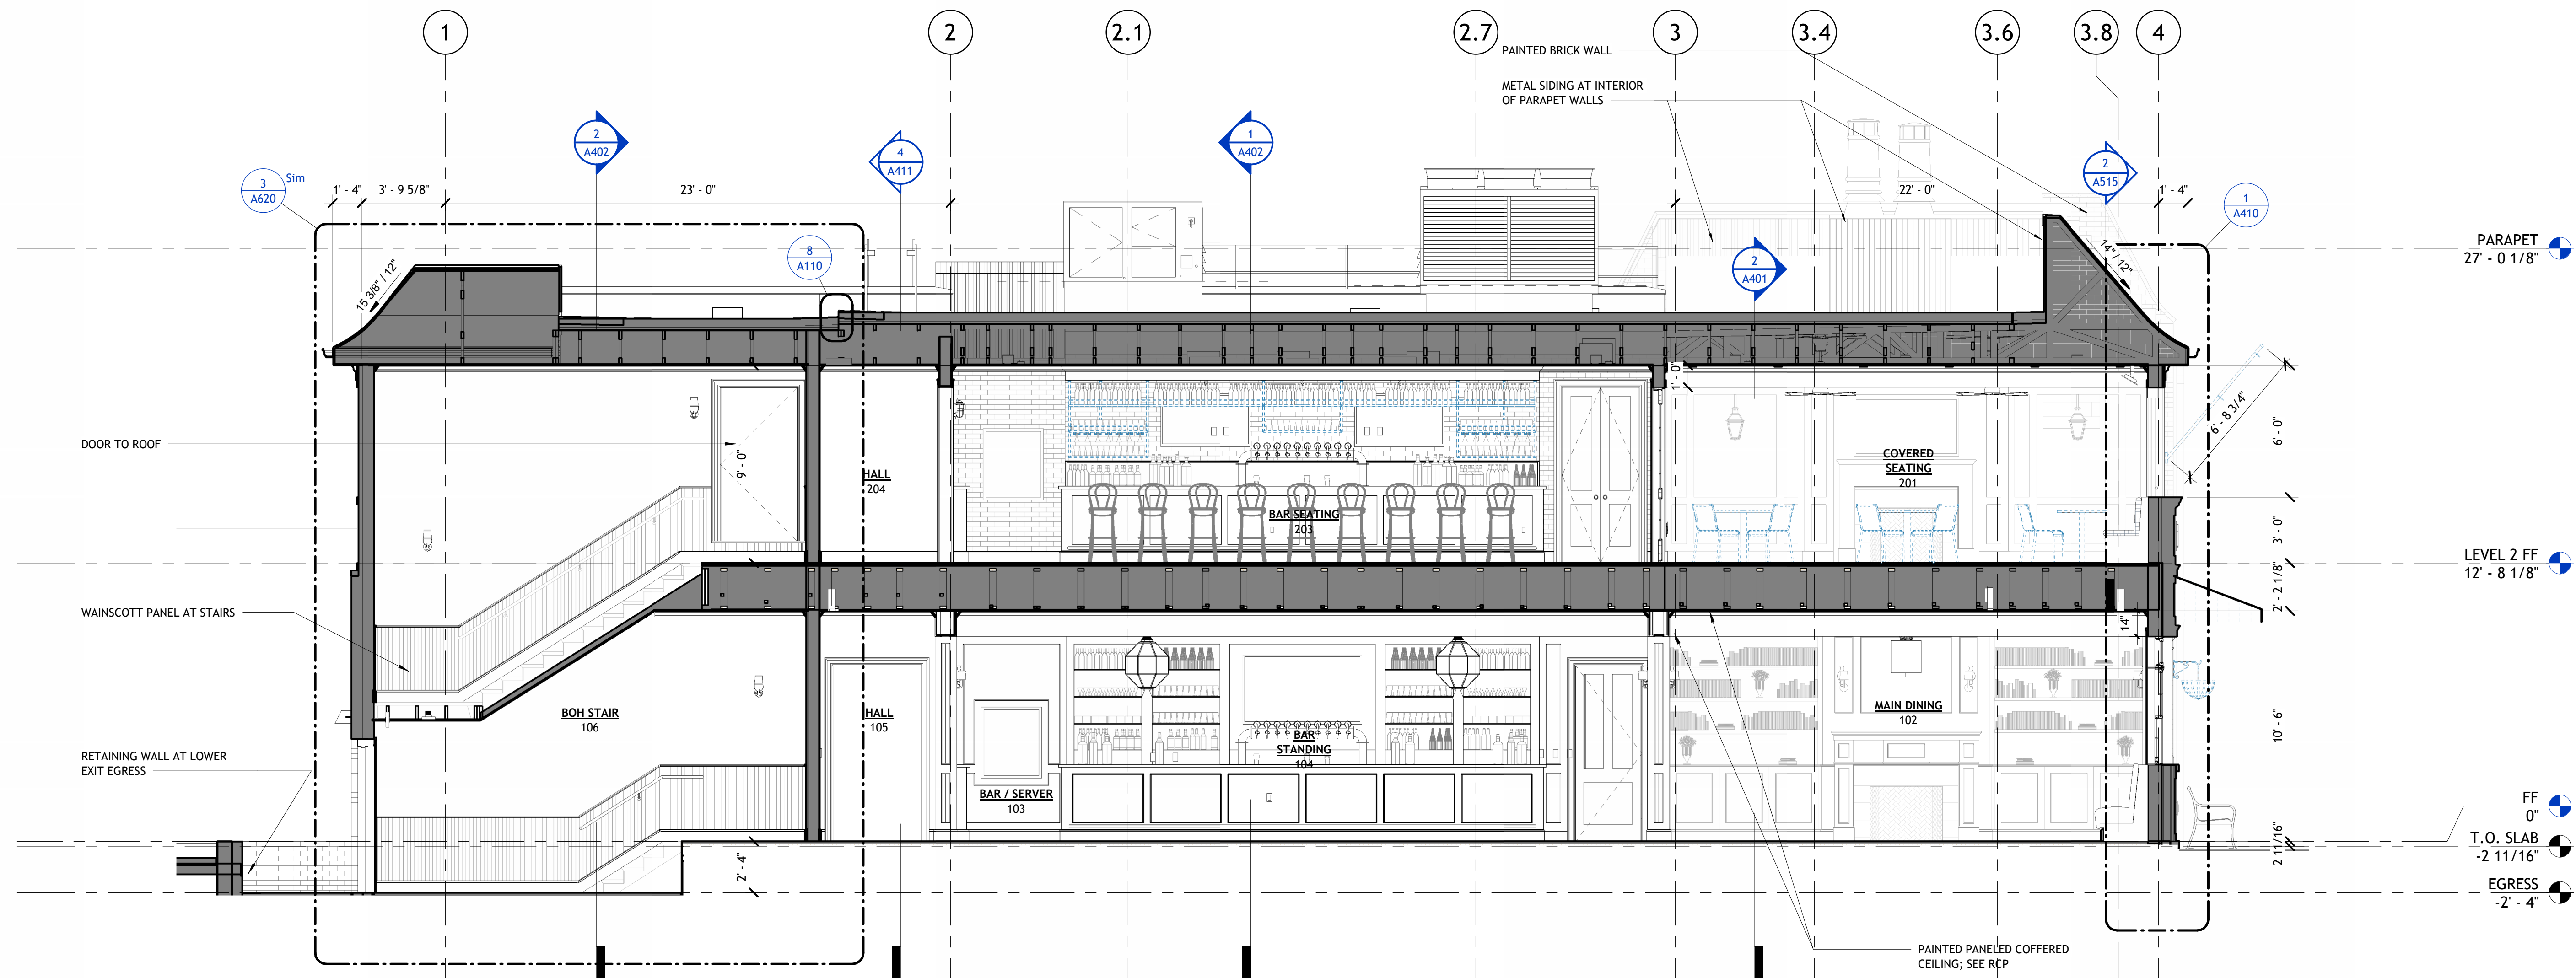 1
2
2.1
2.7
3
3.4
3.6
3.8
4
PAINTED BRICK WALL
METAL SIDING AT INTERIOR
OF PARAPET WALLS
2
A402
4
A411
1
A402
2
A515
3
A620
Sim
1' - 4"
3' - 9 5/8"
23' - 0"
22' - 0"
1' - 4"
1
A410
8
A110
2
A401
15 3/8" / 12"
14" / 12"
PARAPET
27' - 0 1/8"
1' - 0"
6' - 8 3/4"
6' - 0"
DOOR TO ROOF
9' - 0"
HALL
204
COVERED
SEATING
201
BAR SEATING
203
3' - 0"
LEVEL 2 FF
12' - 8 1/8"
2' - 2 1/8"
14"
WAINSCOTT PANEL AT STAIRS
BOH STAIR
106
HALL
105
MAIN DINING
102
BAR
STANDING
104
10' - 6"
RETAINING WALL AT LOWER
EXIT EGRESS
BAR / SERVER
103
FF
0"
T.O. SLAB
-2 11/16"
2 11/16"
2' - 4"
EGRESS
-2' - 4"
PAINTED PANELED COFFERED
CEILING; SEE RCP